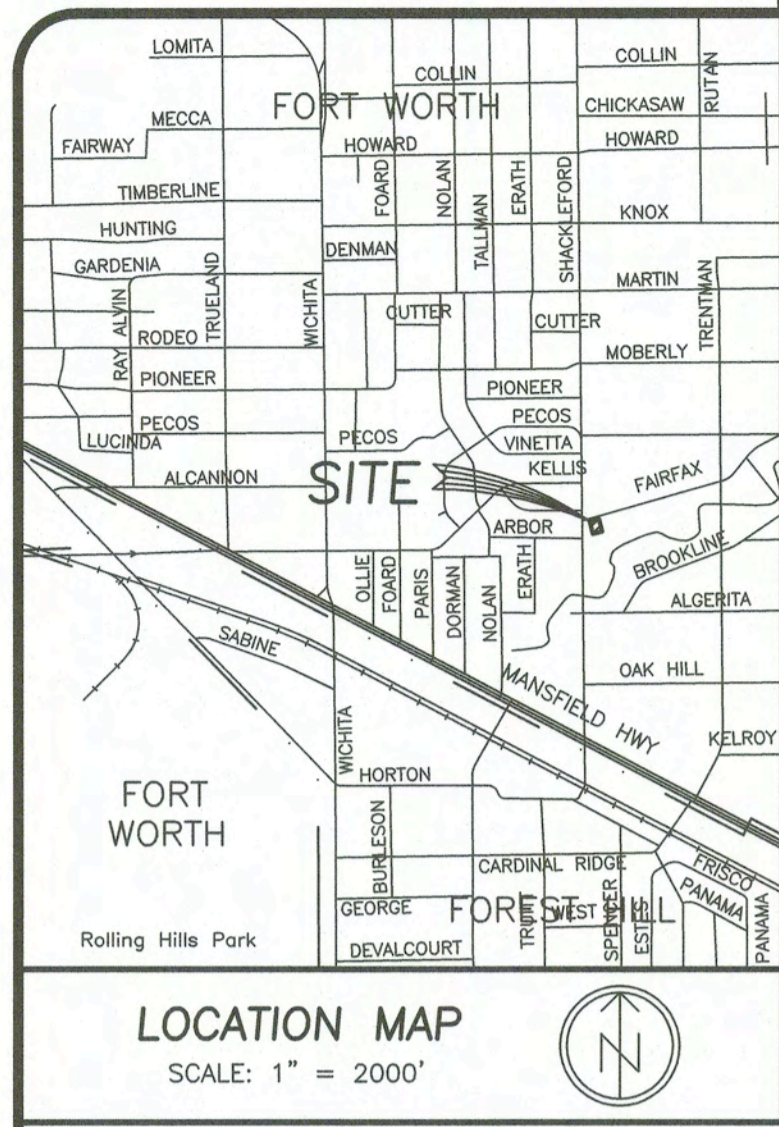 LOMITA
COLLIN
COLLIN
RUTAN
FORT WORTH
CHICKASAW
MECCA
FAIRWAY
HOWARD
HOWARD
FOARD
NOLAN
TALLMAN
ERATH
SHACKLEFORD
TIMBERLINE
KNOX
HUNTING
DENMAN
GARDENIA
MARTIN
TRENTMAN
RAY ALVIN
TRUELAND
WICHITA
CUTTER
CUTTER
RODEO
MOBERLY
PIONEER
PIONEER
PECOS
PECOS
PECOS
LUCINDA
VINETTA
KELLIS
ALCANNON
SITE
FAIRFAX
ARBOR
BROOKLINE
OLLIE
FOARD
PARIS
DORMAN
NOLAN
ERATH
ALGERITA
SABINE
OAK HILL
MANSFIELD HWY
WICHITA
KELROY
HORTON
FORT
WORTH
BURLESON
CARDINAL RIDGE
FRISCO
PANAMA
PANAMA
GEORGE
FOREST HILL
TRUITT
WEST
SPENCER
ESTES
Rolling Hills Park
DEVALCOURT
LOCATION MAP
SCALE: 1" = 2000'
N